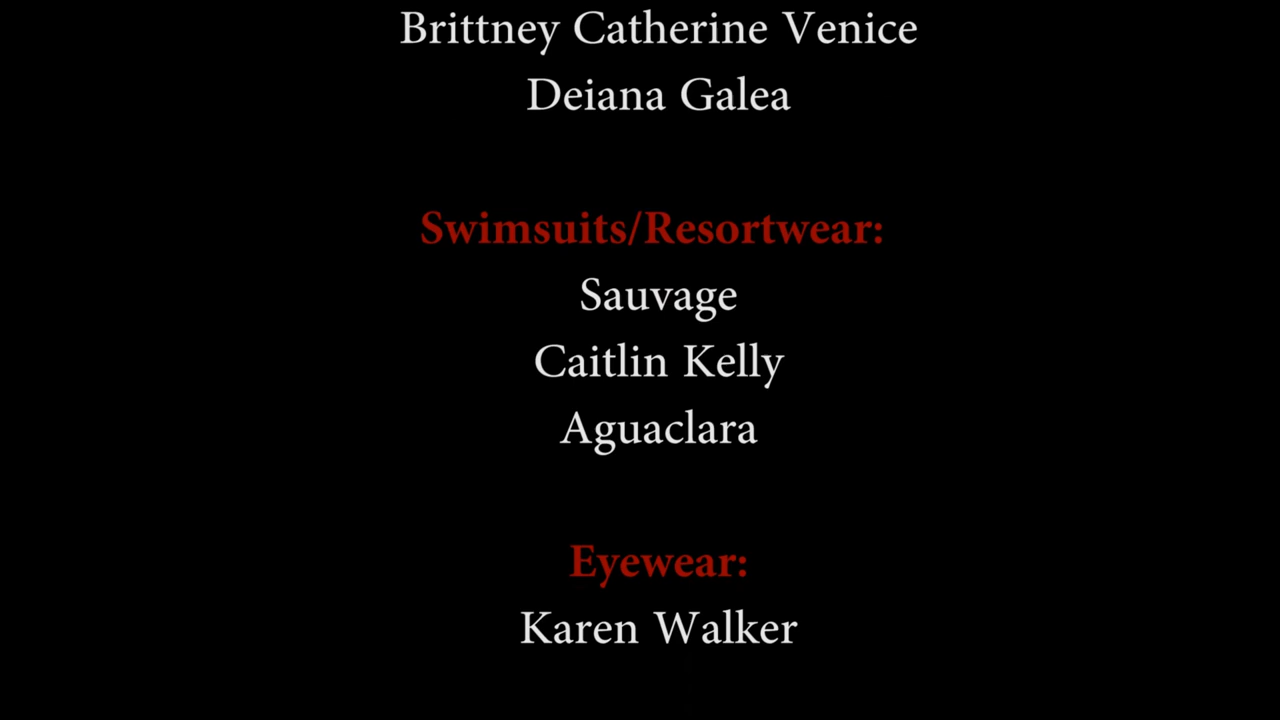 Brittney Catherine Venice
Deiana Galea
Swimsuits/Resortwear:
Sauvage
Caitlin Kelly
Aguaclara
Eyewear:
Karen Walker